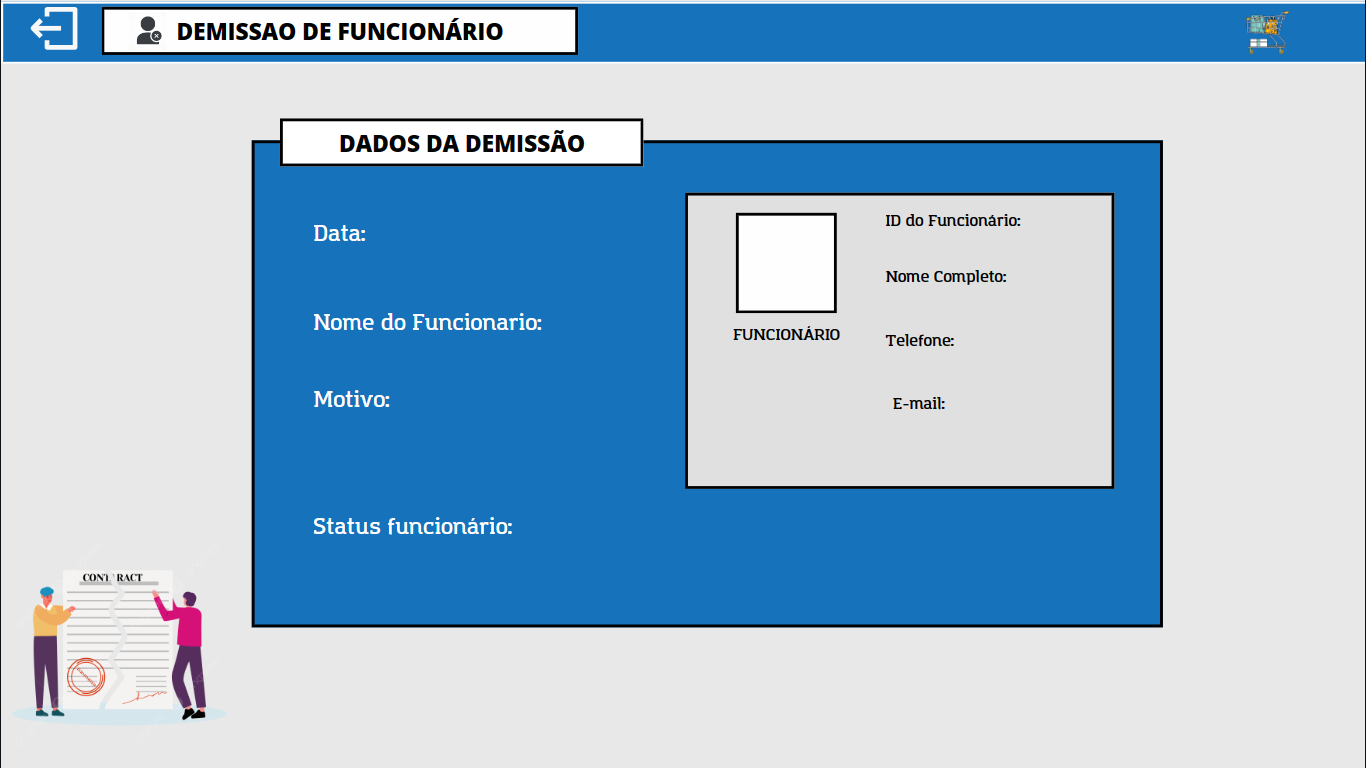 DEMISSAO DE FUNCIONÁRIO
DADOS DA DEMISSÃO
Data:
Nome do Funcionario:
Motivo:
Status funcionário:
FUNCIONÁRIO
ID do Funcionário:
Nome Completo:
Telefone:
E-mail:
CONTRACT